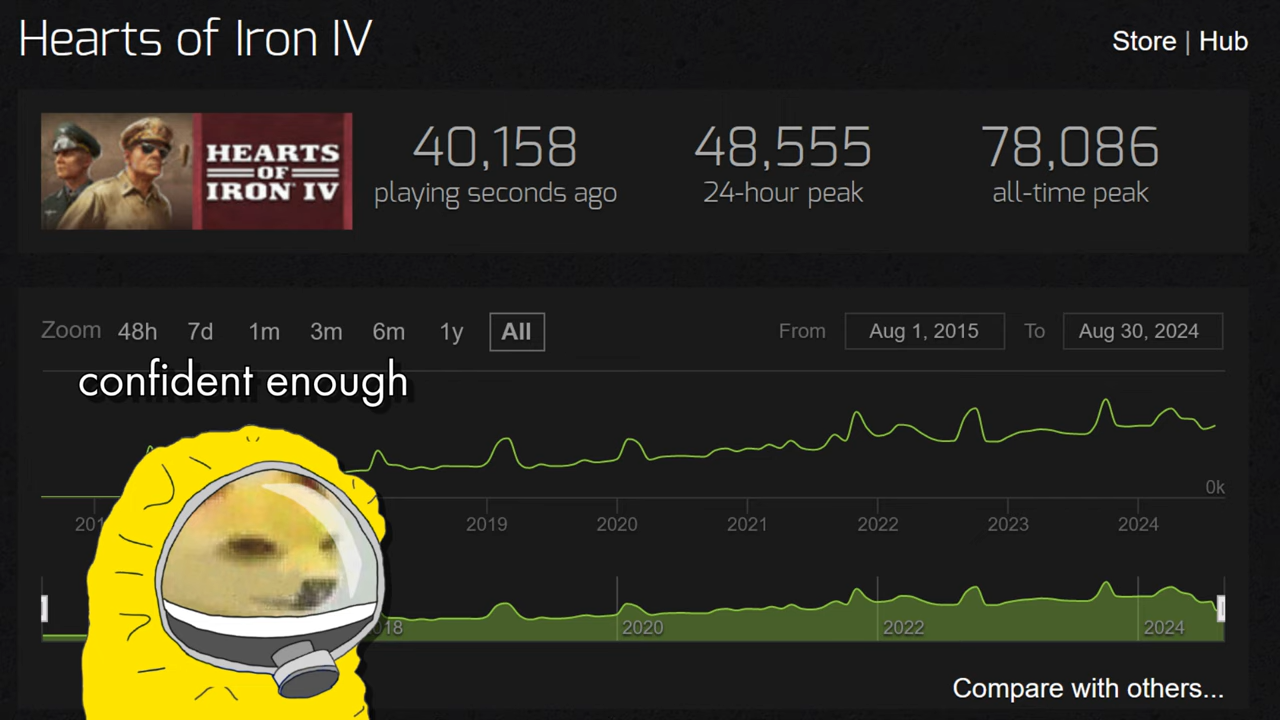 Hearts of Iron IV
Store | Hub
HEARTS
OF
IRON IV
40,158
playing seconds ago
48,555
24-hour peak
78,086
all-time peak
Zoom 48h 7d 1m 3m 6m 1y All
From Aug 1, 2015 To Aug 30, 2024
confident enough
0k
2019 2020 2021 2022 2023 2024
2020 2022 2024
Compare with others...